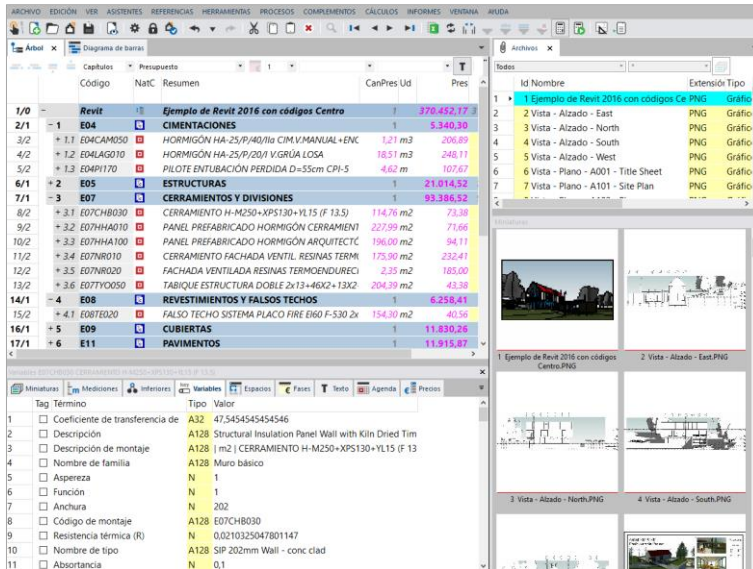 ARCHIVO EDICIÓN VER ASISTENTES REFERENCIAS HERRAMIENTAS PROCESOS COMPLEMENTOS CÁLCULOS INFORMES VENTANA AYUDA
Árbol x Diagrama de barras
Capítulos Presupuesto 1
Código NatC Resumen CanPres Ud Pres
1/0 - Revit Ejemplo de Revit 2016 con códigos Centro 1 370.452,17
2/1 - 1 E04 CIMENTACIONES 1 5.340,30
3/2 + 1.1 E04CAM050 HORMIGÓN HA-25/P/40/IIa CIM.V.MANUAL+ENC 1,21 m3 206,89
4/2 + 1.2 E04LAG010 HORMIGÓN HA-25/P/20/I V.GRÚA LOSA 18,51 m3 248,11
5/2 + 1.3 E04PI170 PILOTE ENTUBACIÓN PERDIDA D=55cm CPI-5 4,62 m 107,67
6/1 + 2 E05 ESTRUCTURAS 1 21.014,52
7/1 - 3 E07 CERRAMIENTOS Y DIVISIONES 1 93.386,52
8/2 + 3.1 E07CHB030 CERRAMIENTO H-M250+XPS130+YL15 (F 13.5) 114,76 m2 73,38
9/2 + 3.2 E07HHA010 PANEL PREFABRICADO HORMIGÓN CERRAMIENT 227,99 m2 71,66
10/2 + 3.3 E07HHA100 PANEL PREFABRICADO HORMIGÓN ARQUITECTÓ 196,00 m2 94,11
11/2 + 3.4 E07NR010 CERRAMIENTO FACHADA VENTIL. RESINAS TERM 175,90 m2 232,41
12/2 + 3.5 E07NR020 FACHADA VENTILADA RESINAS TERMOENDURECI 2,35 m2 185,00
13/2 + 3.6 E07TYO050 TABIQUE ESTRUCTURA DOBLE 2x13+46X2+13X2- 204,39 m2 43,38
14/1 - 4 E08 REVESTIMIENTOS Y FALSOS TECHOS 1 6.258,41
15/2 + 4.1 E08TE020 FALSO TECHO SISTEMA PLACO FIRE EI60 F-530 2x 154,30 m2 40,56
16/1 + 5 E09 CUBIERTAS 1 11.830,26
17/1 + 6 E11 PAVIMENTOS 1 11.915,87
Variables E07CHB030 CERRAMIENTO H-M250+XPS130+YL15 (F 13.5)
Miniaturas Mediciones Inferiores Variables Espacios Fases Texto Agenda Precios
Tag Término Tipo Valor
1 Coeficiente de transferencia de A32 47,5454545454546
2 Descripción A128 Structural Insulation Panel Wall with Kiln Dried Tim
3 Descripción de montaje A128 | m2 | CERRAMIENTO H-M250+XPS130+YL15 (F 13
4 Nombre de familia A128 Muro básico
5 Aspereza N 1
6 Función N 1
7 Anchura N 202
8 Código de montaje A128 E07CHB030
9 Resistencia térmica (R) N 0,0210325047801147
10 Nombre de tipo A128 SIP 202mm Wall - conc clad
11 Absortancia N 0,1
Archivos x
Todos
Id Nombre Extensión Tipo
1 1 Ejemplo de Revit 2016 con códigos Ce PNG Gráfic
2 2 Vista - Alzado - East PNG Gráfic
3 3 Vista - Alzado - North PNG Gráfic
4 4 Vista - Alzado - South PNG Gráfic
5 5 Vista - Alzado - West PNG Gráfic
6 6 Vista - Plano - A001 - Title Sheet PNG Gráfic
7 7 Vista - Plano - A101 - Site Plan PNG Gráfic
Miniaturas
1 Ejemplo de Revit 2016 con códigos Centro.PNG
2 Vista - Alzado - East.PNG
3 Vista - Alzado - North.PNG
4 Vista - Alzado - South.PNG